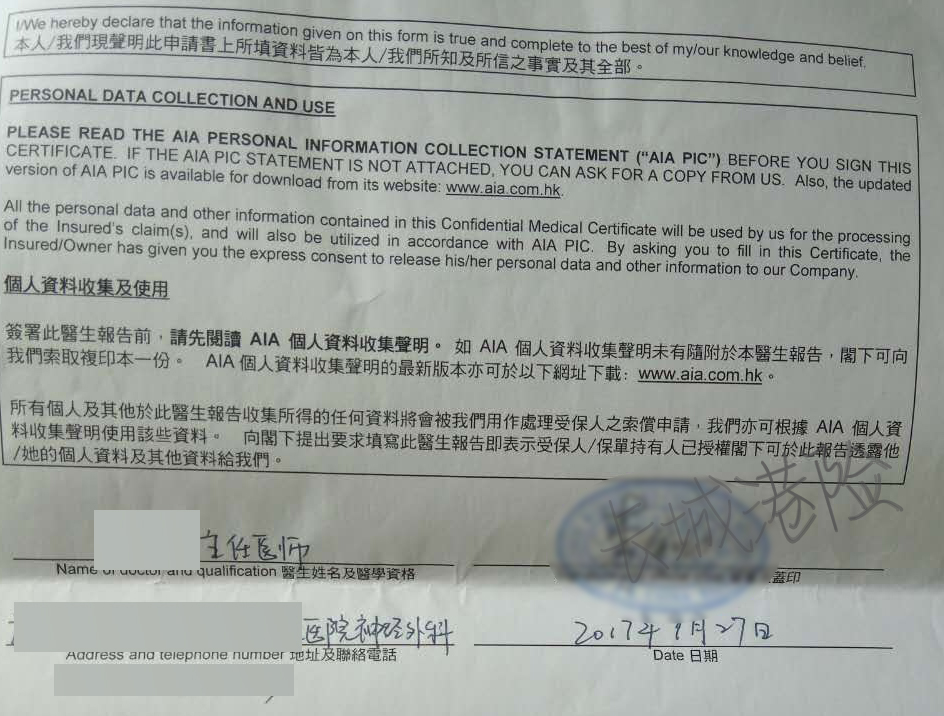 I/We hereby declare that the information given on this form is true and complete to the best of my/our knowledge and belief.
本人/我們現聲明此申請書上所填資料皆為本人/我們所知及所信之事實及其全部。
PERSONAL DATA COLLECTION AND USE
PLEASE READ THE AIA PERSONAL INFORMATION COLLECTION STATEMENT ("AIA PIC") BEFORE YOU SIGN THIS
CERTIFICATE. IF THE AIA PIC STATEMENT IS NOT ATTACHED, YOU CAN ASK FOR A COPY FROM US. Also, the updated
version of AIA PIC is available for download from its website: www.aia.com.hk.
All the personal data and other information contained in this Confidential Medical Certificate will be used by us for the processing
of the Insured's claim(s), and will also be utilized in accordance with AIA PIC. By asking you to fill in this Certificate, the
Insured/Owner has given you the express consent to release his/her personal data and other information to our Company.
個人資料收集及使用
簽署此醫生報告前，請先閱讀 AIA 個人資料收集聲明。如 AIA 個人資料收集聲明未有隨附於本醫生報告，閣下可向
我們索取複印本一份。 AIA 個人資料收集聲明的最新版本亦可於以下網址下載：www.aia.com.hk。
所有個人及其他於此醫生報告收集所得的任何資料將會被我們用作處理受保人之索償申請，我們亦可根據 AIA 個人資
料收集聲明使用該些資料。 向閣下提出要求填寫此醫生報告即表示受保人/保單持有人已授權閣下可於此報告透露他
/她的個人資料及其他資料給我們。
长城港险
主任医师
Name of doctor and qualification 醫生姓名及醫學資格
蓋印
医院神经外科 2017年1月27日
Address and telephone number 地址及聯絡電話 Date 日期